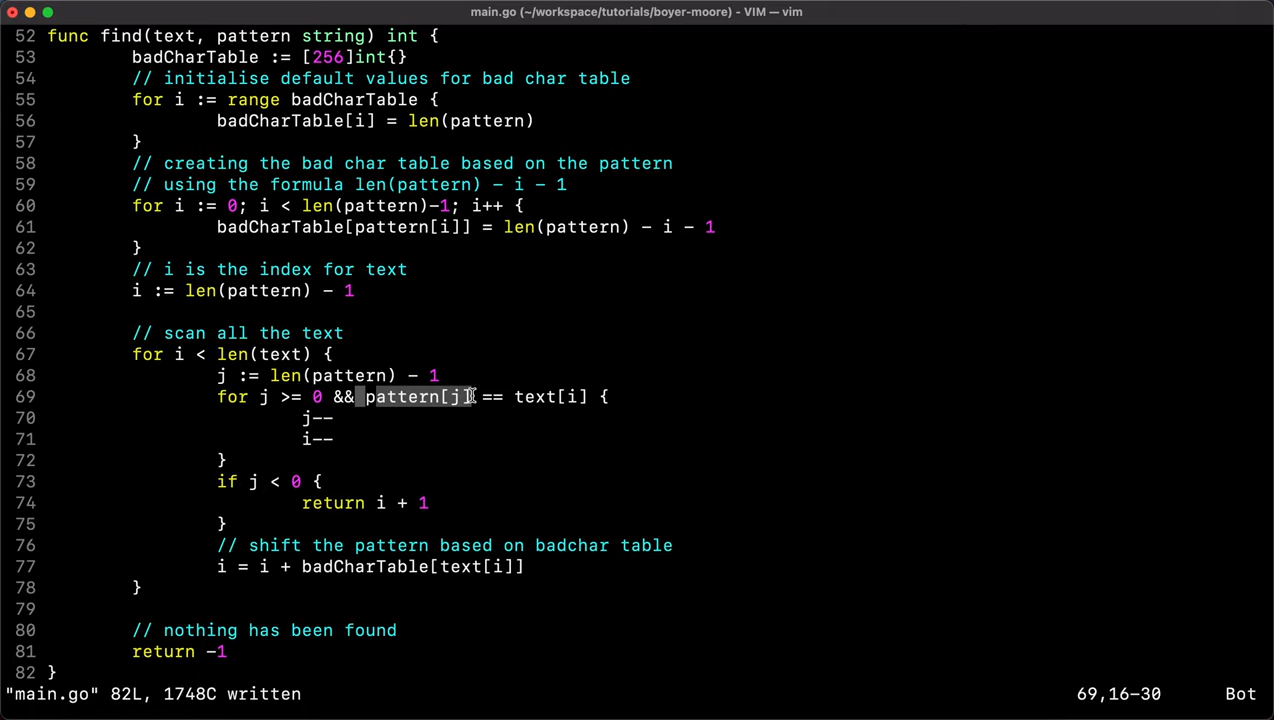 main.go (~/workspace/tutorials/boyer-moore) - VIM — vim
52 func find(text, pattern string) int {
53 badCharTable := [256]int{}
54 // initialise default values for bad char table
55 for i := range badCharTable {
56 badCharTable[i] = len(pattern)
57 }
58 // creating the bad char table based on the pattern
59 // using the formula len(pattern) - i - 1
60 for i := 0; i < len(pattern)-1; i++ {
61 badCharTable[pattern[i]] = len(pattern) - i - 1
62 }
63 // i is the index for text
64 i := len(pattern) - 1
65
66 // scan all the text
67 for i < len(text) {
68 j := len(pattern) - 1
69 for j >= 0 && pattern[j] == text[i] {
70 j--
71 i--
72 }
73 if j < 0 {
74 return i + 1
75 }
76 // shift the pattern based on badchar table
77 i = i + badCharTable[text[i]]
78 }
79
80 // nothing has been found
81 return -1
82 }
"main.go" 82L, 1748C written 69,16-30 Bot